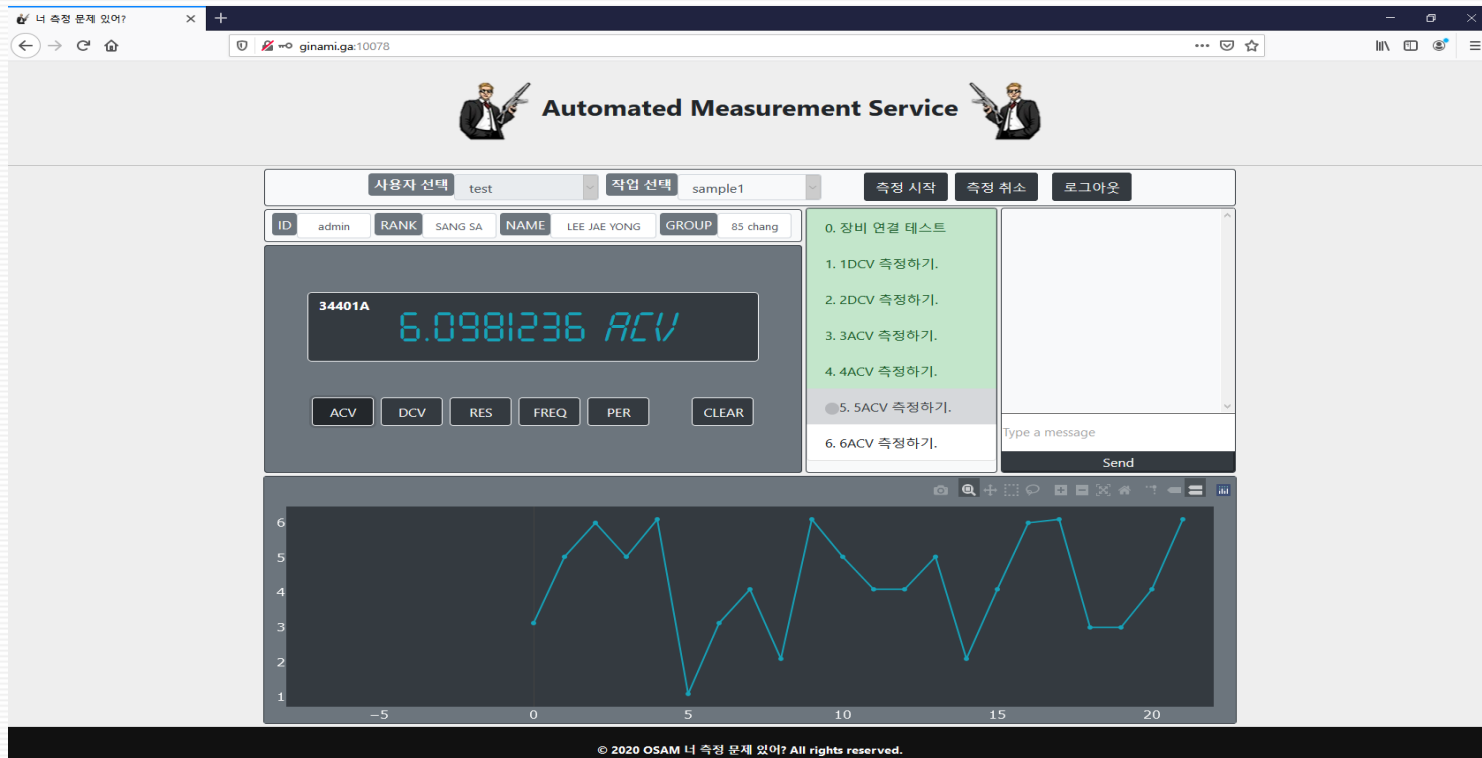 너 측정 문제 있어?
ginami.ga:10078
Automated Measurement Service
사용자 선택 test 작업 선택 sample1 측정 시작 측정 취소 로그아웃
ID admin RANK SANG SA NAME LEE JAE YONG GROUP 85 chang
34401A
6.0981236 ACV
ACV DCV RES FREQ PER CLEAR
0. 장비 연결 테스트
1. 1DCV 측정하기.
2. 2DCV 측정하기.
3. 3ACV 측정하기.
4. 4ACV 측정하기.
5. 5ACV 측정하기.
6. 6ACV 측정하기.
Type a message
Send
6
5
4
3
2
1
−5 0 5 10 15 20
© 2020 OSAM 너 측정 문제 있어? All rights reserved.